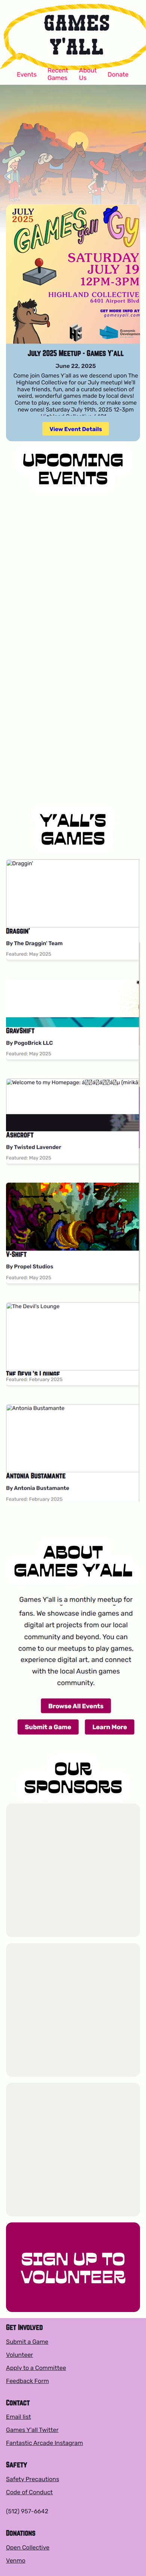 GAMES
Y'ALL
Events
Recent Games
About Us
Donate
JULY
2025
GAMES y'all
SATURDAY
JULY 19
12PM-3PM
HIGHLAND COLLECTIVE
6401 AIRPORT BLVD
GET MORE INFO
gamesyall.com
Economic Development
July 2025 Meetup - Games Y'all
June 22, 2025
Come join Games Y'all as we descend upon The
Highland Collective for our July meetup! We'll
have friends, fun, and a curated selection of
weird, wonderful games made by local devs!
Come to play, see your friends, or make some
new ones! Saturday July 19th, 2025 12-3pm
View Event Details
UPCOMING
EVENTS
Y'ALL'S
GAMES
Draggin'
Draggin'
By The Draggin' Team
Featured: May 2025
GravShift
By PogoBrick LLC
Featured: May 2025
Welcome to my Homepage:
Ashcroft
By Twisted Lavender
Featured: May 2025
V-Shift
By Propel Studios
Featured: May 2025
The Devil's Lounge
The Devil's Lounge
Featured: February 2025
Antonia Bustamante
Antonia Bustamante
By Antonia Bustamante
Featured: February 2025
ABOUT
GAMES Y'ALL
Games Y'all is a monthly meetup for
fans. We showcase indie games and
digital art projects from our local
community and beyond. You can
come to our meetups to play games,
experience digital art, and connect
with the local Austin games
community.
Browse All Events
Submit a Game
Learn More
OUR
SPONSORS
SIGN UP TO
VOLUNTEER
Get Involved
Submit a Game
Volunteer
Apply to a Committee
Feedback Form
Contact
Email list
Games Y'all Twitter
Fantastic Arcade Instagram
Safety
Safety Precautions
Code of Conduct
(512) 957-6642
Donations
Open Collective
Venmo